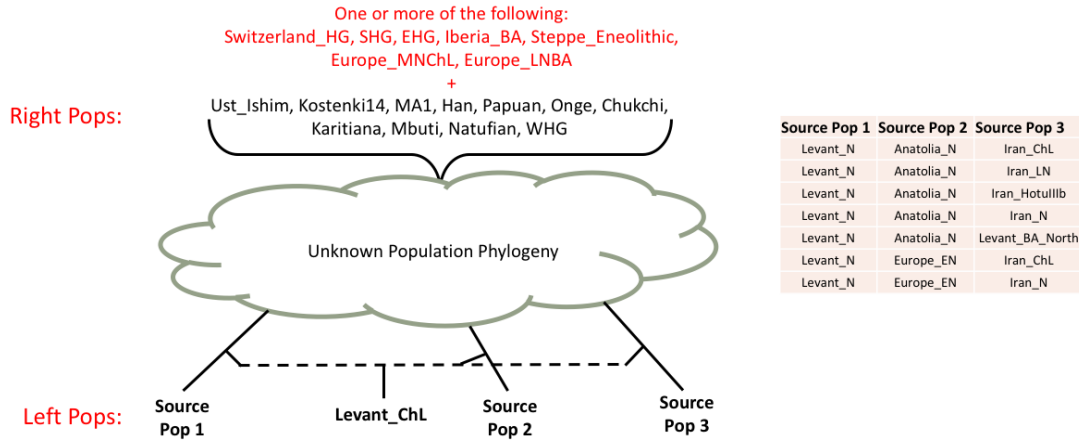 One or more of the following:
Switzerland_HG, SHG, EHG, Iberia_BA, Steppe_Eneolithic,
Europe_MNChL, Europe_LNBA
+
Right Pops:
Ust_Ishim, Kostenki14, MA1, Han, Papuan, Onge, Chukchi,
Karitiana, Mbuti, Natufian, WHG
Source Pop 1 Source Pop 2 Source Pop 3
Levant_N Anatolia_N Iran_ChL
Levant_N Anatolia_N Iran_LN
Levant_N Anatolia_N Iran_HotuIIIb
Levant_N Anatolia_N Iran_N
Levant_N Anatolia_N Levant_BA_North
Levant_N Europe_EN Iran_ChL
Levant_N Europe_EN Iran_N
Unknown Population Phylogeny
Left Pops:
Source
Pop 1
Levant_ChL
Source
Pop 2
Source
Pop 3